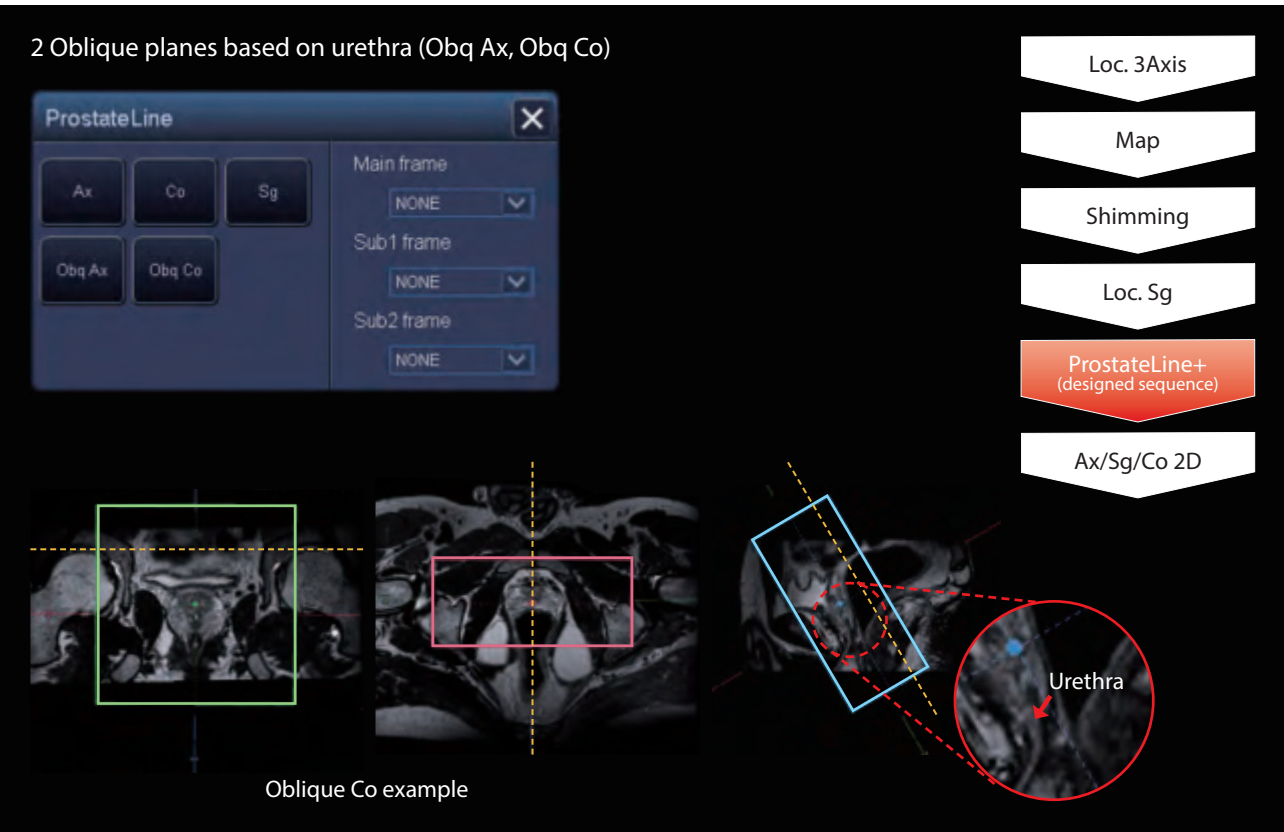 2 Oblique planes based on urethra (Obq Ax, Obq Co)
ProstateLine
Ax
Co
Sg
Obq Ax
Obq Co
Main frame
NONE
Sub1 frame
NONE
Sub2 frame
NONE
Loc. 3Axis
Map
Shimming
Loc. Sg
ProstateLine+
(designed sequence)
Ax/Sg/Co 2D
Urethra
Oblique Co example